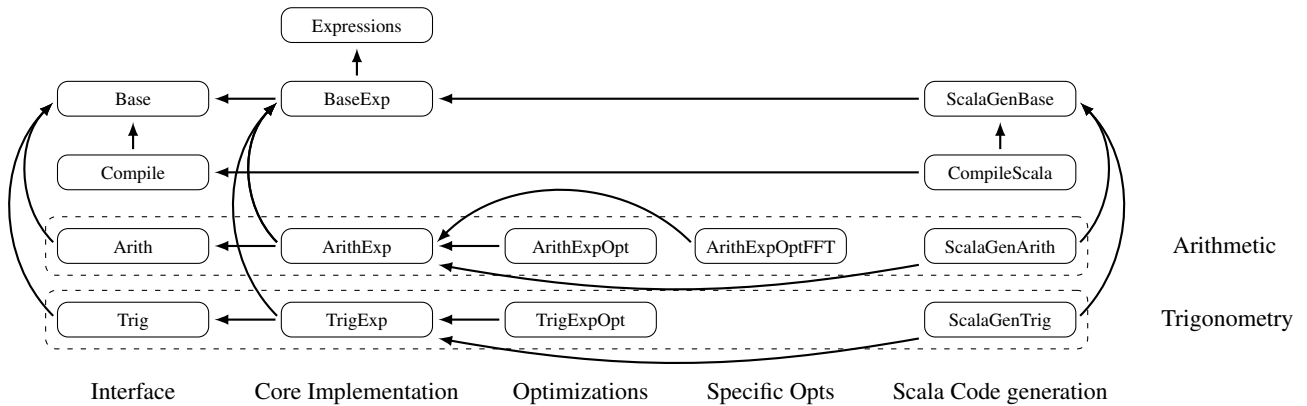 Expressions
Base BaseExp ScalaGenBase
Compile CompileScala
Arith ArithExp ArithExpOpt ArithExpOptFFT ScalaGenArith Arithmetic
Trig TrigExp TrigExpOpt ScalaGenTrig Trigonometry
Interface Core Implementation Optimizations Specific Opts Scala Code generation